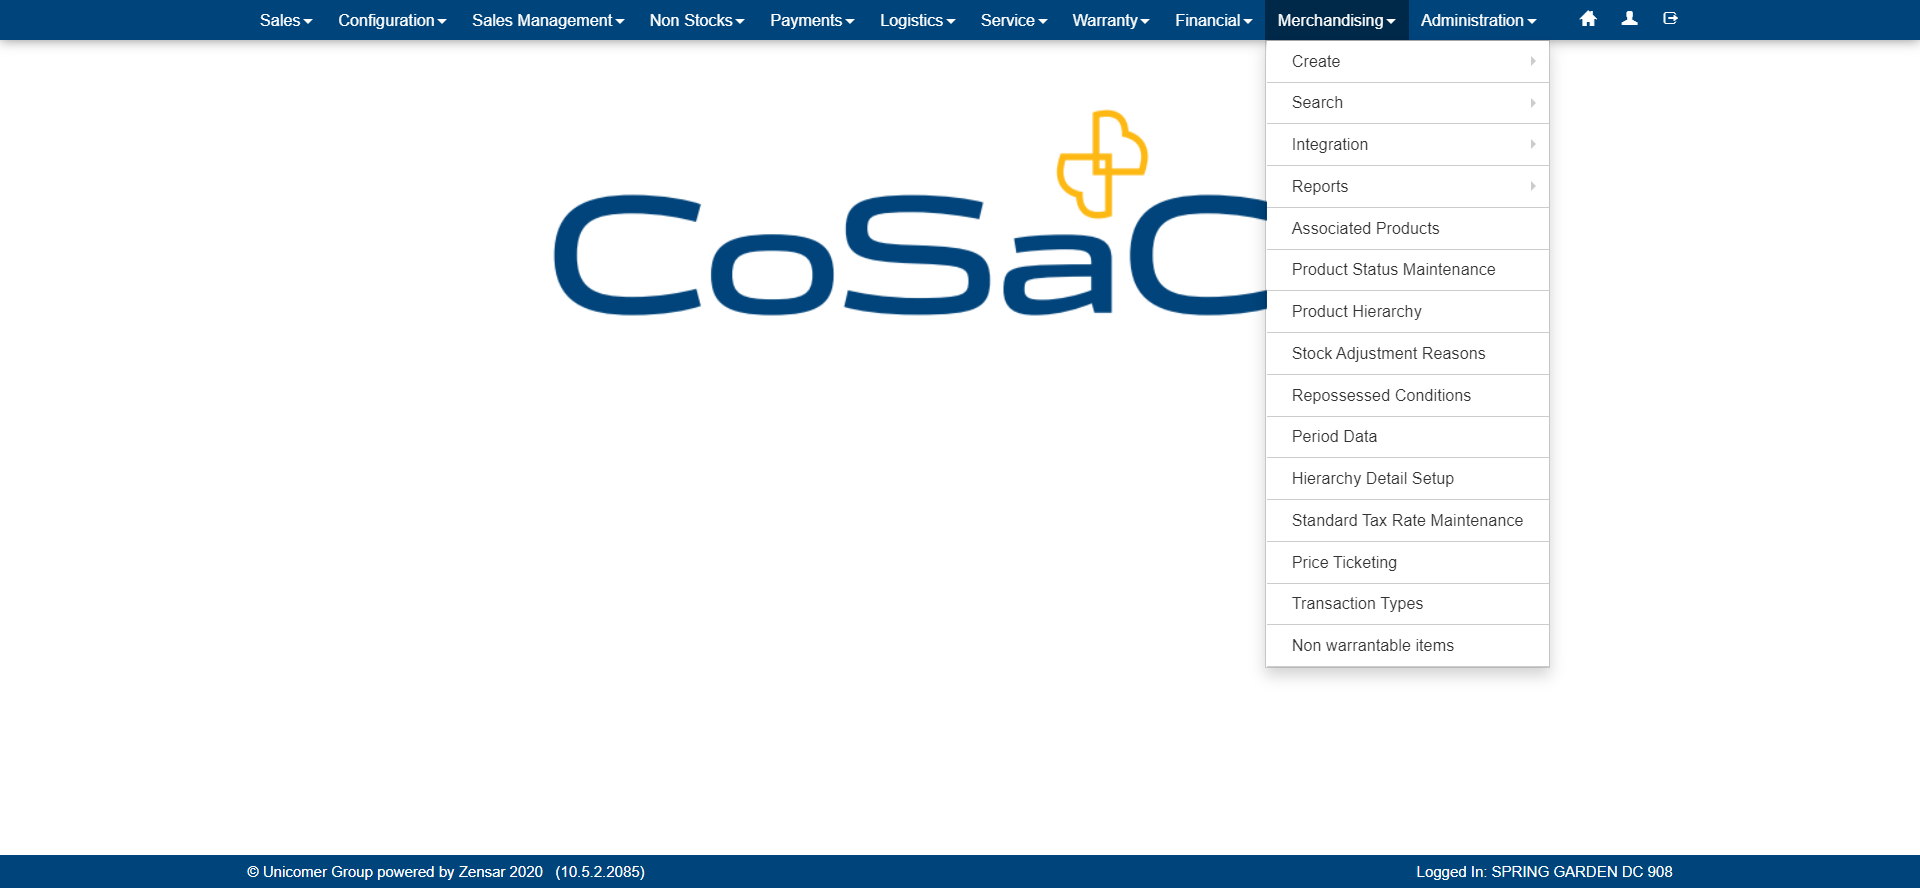 Sales Configuration Sales Management Non Stocks Payments Logistics Service Warranty Financial Merchandising Administration
Create
Search
Integration
Reports
Associated Products
Product Status Maintenance
Product Hierarchy
Stock Adjustment Reasons
Repossessed Conditions
Period Data
Hierarchy Detail Setup
Standard Tax Rate Maintenance
Price Ticketing
Transaction Types
Non warrantable items
CoSaC
© Unicomer Group powered by Zensar 2020 (10.5.2.2085)
Logged In: SPRING GARDEN DC 908